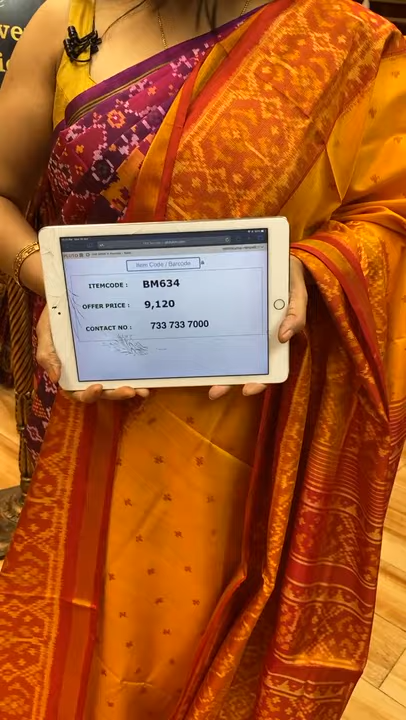 Item Code / Barcode
ITEMCODE : BM634
OFFER PRICE : 9,120
CONTACT NO : 733 733 7000